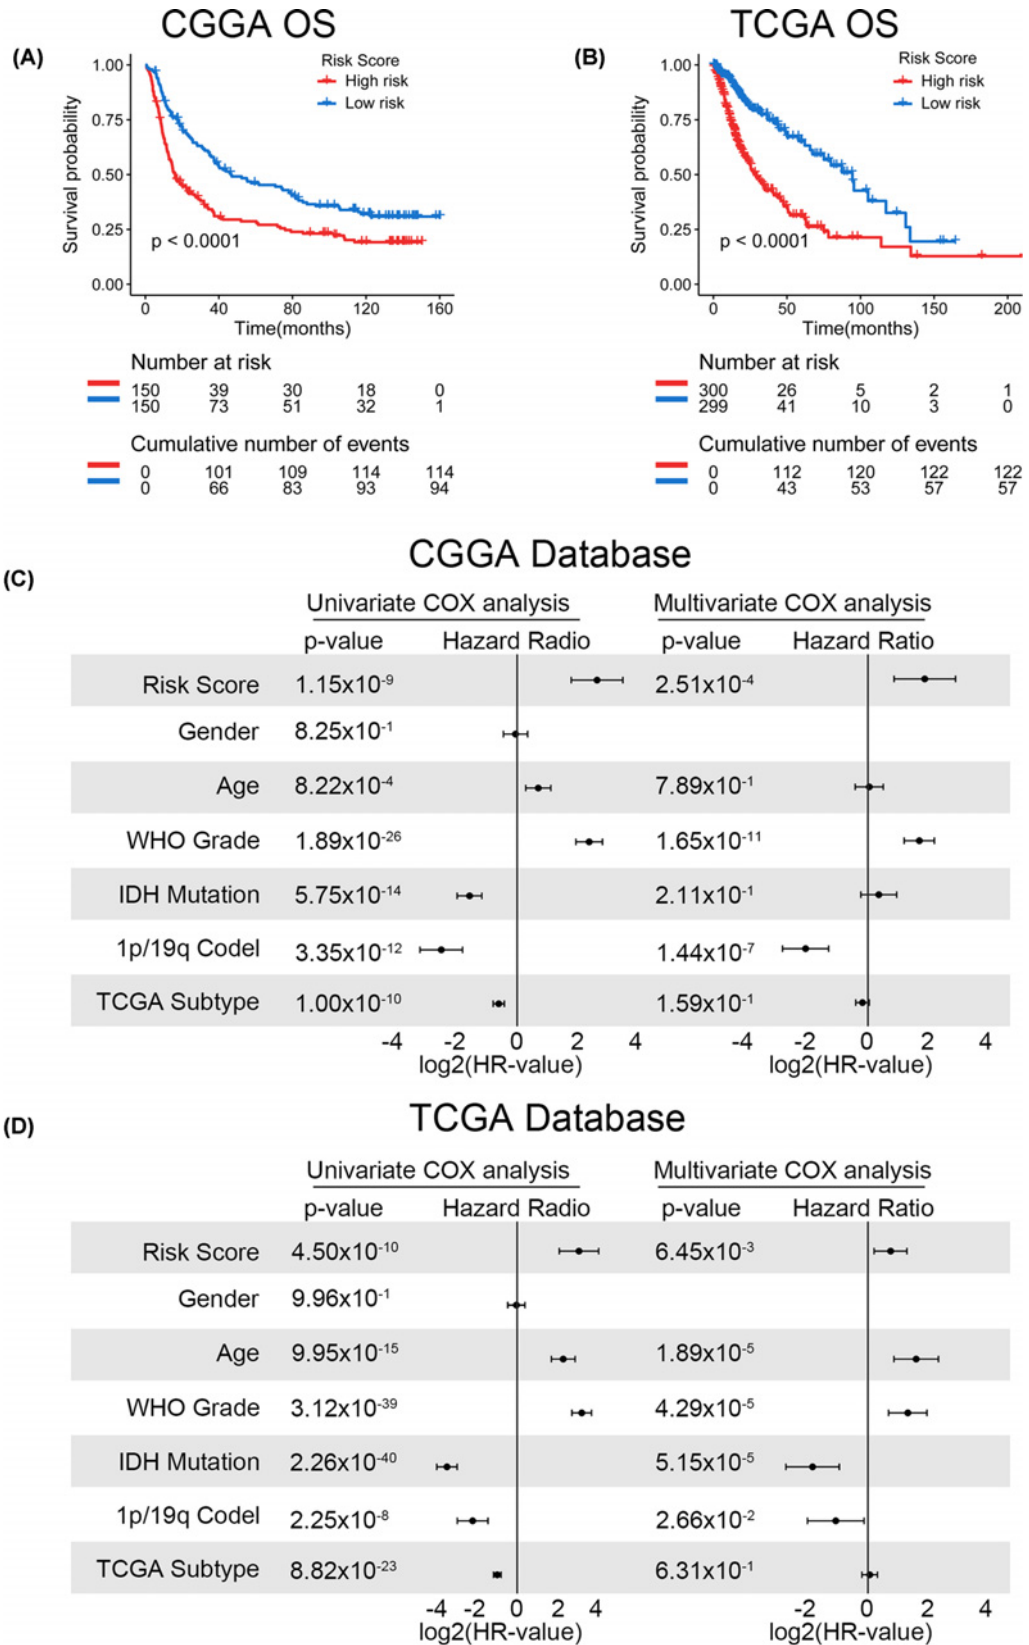 CGGA OS
TCGA OS
(A)
Risk Score
High risk
Low risk
Survival probability
1.00
0.75
0.50
0.25
0.00
p < 0.0001
0 40 80 120 160
Time(months)
Number at risk
150 39 30 18 0
150 73 51 32 1
Cumulative number of events
0 101 109 114 114
0 66 83 93 94
(B)
Risk Score
High risk
Low risk
Survival probability
1.00
0.75
0.50
0.25
0.00
p < 0.0001
0 50 100 150 200
Time(months)
Number at risk
300 26 5 2 1
299 41 10 3 0
Cumulative number of events
0 112 120 122 122
0 43 53 57 57
CGGA Database
(C)
Univariate COX analysis Multivariate COX analysis
p-value Hazard Radio p-value Hazard Ratio
Risk Score 1.15x10-9 2.51x10-4
Gender 8.25x10-1
Age 8.22x10-4 7.89x10-1
WHO Grade 1.89x10-26 1.65x10-11
IDH Mutation 5.75x10-14 2.11x10-1
1p/19q Codel 3.35x10-12 1.44x10-7
TCGA Subtype 1.00x10-10 1.59x10-1
-4 -2 0 2 4 -4 -2 0 2 4
log2(HR-value) log2(HR-value)
TCGA Database
(D)
Univariate COX analysis Multivariate COX analysis
p-value Hazard Radio p-value Hazard Ratio
Risk Score 4.50x10-10 6.45x10-3
Gender 9.96x10-1
Age 9.95x10-15 1.89x10-5
WHO Grade 3.12x10-39 4.29x10-5
IDH Mutation 2.26x10-40 5.15x10-5
1p/19q Codel 2.25x10-8 2.66x10-2
TCGA Subtype 8.82x10-23 6.31x10-1
-4 -2 0 2 4 -2 0 2 4
log2(HR-value) log2(HR-value)